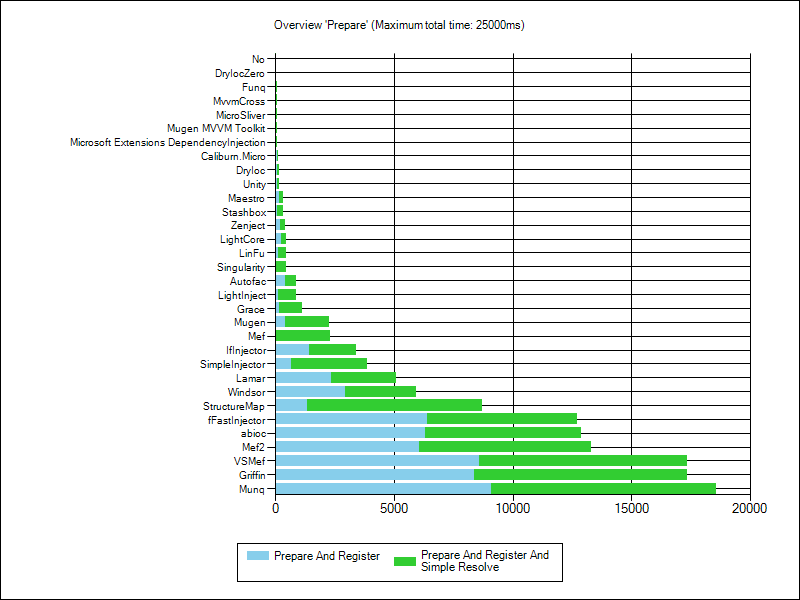 Overview 'Prepare' (Maximum total time: 25000ms)
No
DryIocZero
Funq
MvvmCross
MicroSliver
Mugen MVVM Toolkit
Microsoft Extensions DependencyInjection
Caliburn.Micro
DryIoc
Unity
Maestro
Stashbox
Zenject
LightCore
LinFu
Singularity
Autofac
LightInject
Grace
Mugen
Mef
IfInjector
SimpleInjector
Lamar
Windsor
StructureMap
fFastInjector
abioc
Mef2
VSMef
Griffin
Munq
0 5000 10000 15000 20000
Prepare And Register
Prepare And Register And
Simple Resolve